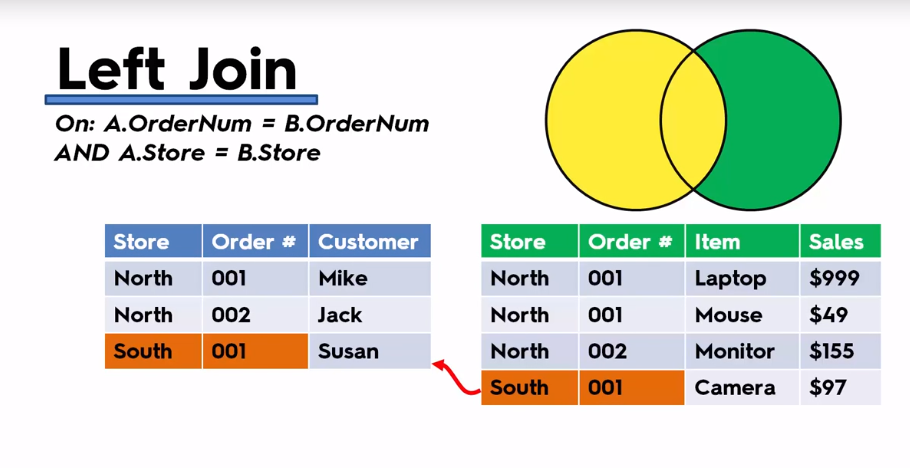 Left Join
On: A.OrderNum = B.OrderNum
AND A.Store = B.Store
Store Order # Customer
North 001 Mike
North 002 Jack
South 001 Susan
Store Order # Item Sales
North 001 Laptop $999
North 001 Mouse $49
North 002 Monitor $155
South 001 Camera $97